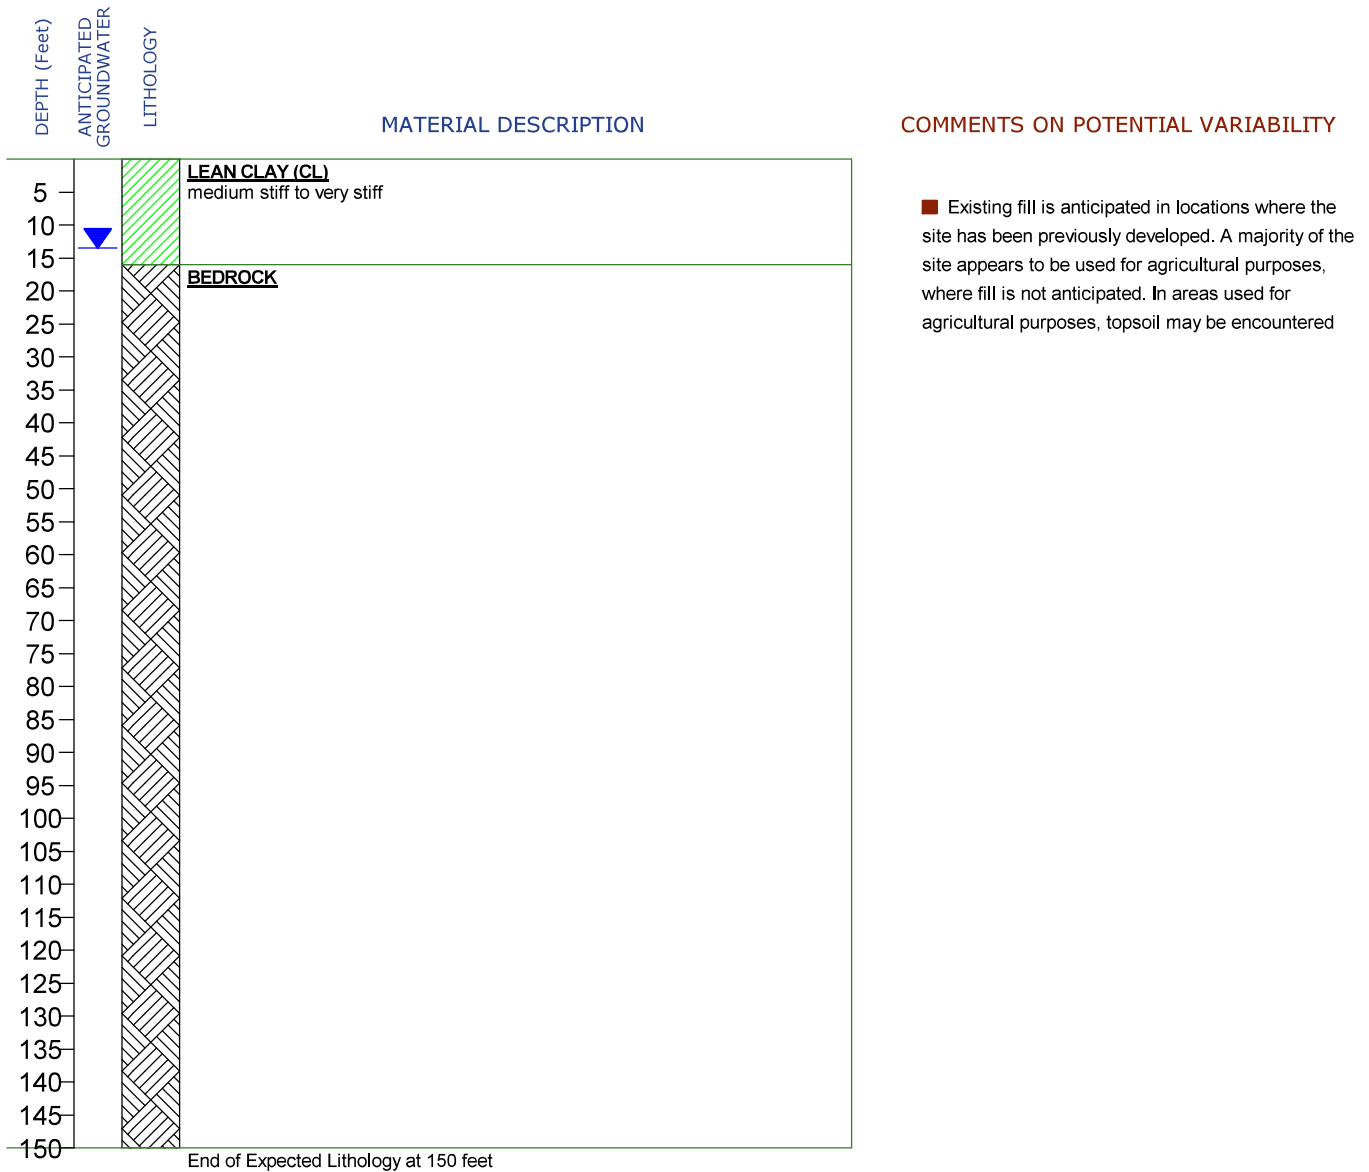 DEPTH (Feet)
ANTICIPATED
GROUNDWATER
LITHOLOGY
MATERIAL DESCRIPTION
COMMENTS ON POTENTIAL VARIABILITY
LEAN CLAY (CL)
medium stiff to very stiff
BEDROCK
5
10
15
20
25
30
35
40
45
50
55
60
65
70
75
80
85
90
95
100
105
110
115
120
125
130
135
140
145
150
End of Expected Lithology at 150 feet
Existing fill is anticipated in locations where the
site has been previously developed. A majority of the
site appears to be used for agricultural purposes,
where fill is not anticipated. In areas used for
agricultural purposes, topsoil may be encountered